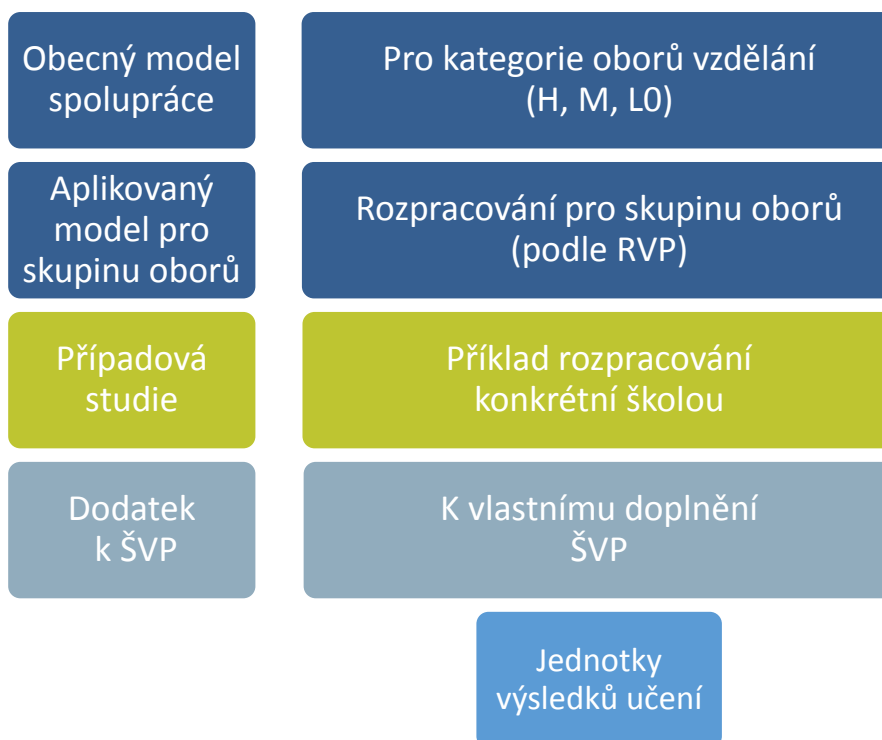 Obecný model
spolupráce
Pro kategorie oborů vzdělání
(H, M, L0)
Aplikovaný
model pro
skupinu oborů
Rozpracování pro skupinu oborů
(podle RVP)
Případová
studie
Příklad rozpracování
konkrétní školou
Dodatek
k ŠVP
K vlastnímu doplnění
ŠVP
Jednotky
výsledků učení